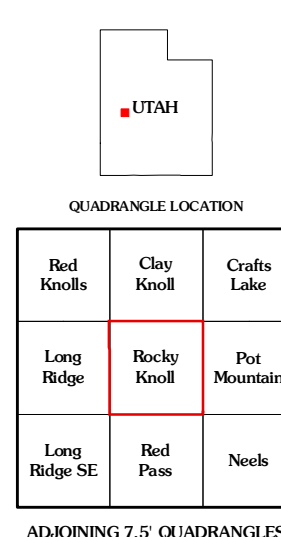 UTAH
QUADRANGLE LOCATION
Red Knolls
Clay Knoll
Crafts Lake
Long Ridge
Rocky Knoll
Pot Mountain
Long Ridge SE
Red Pass
Neels
ADJOINING 7.5' QUADRANGLES